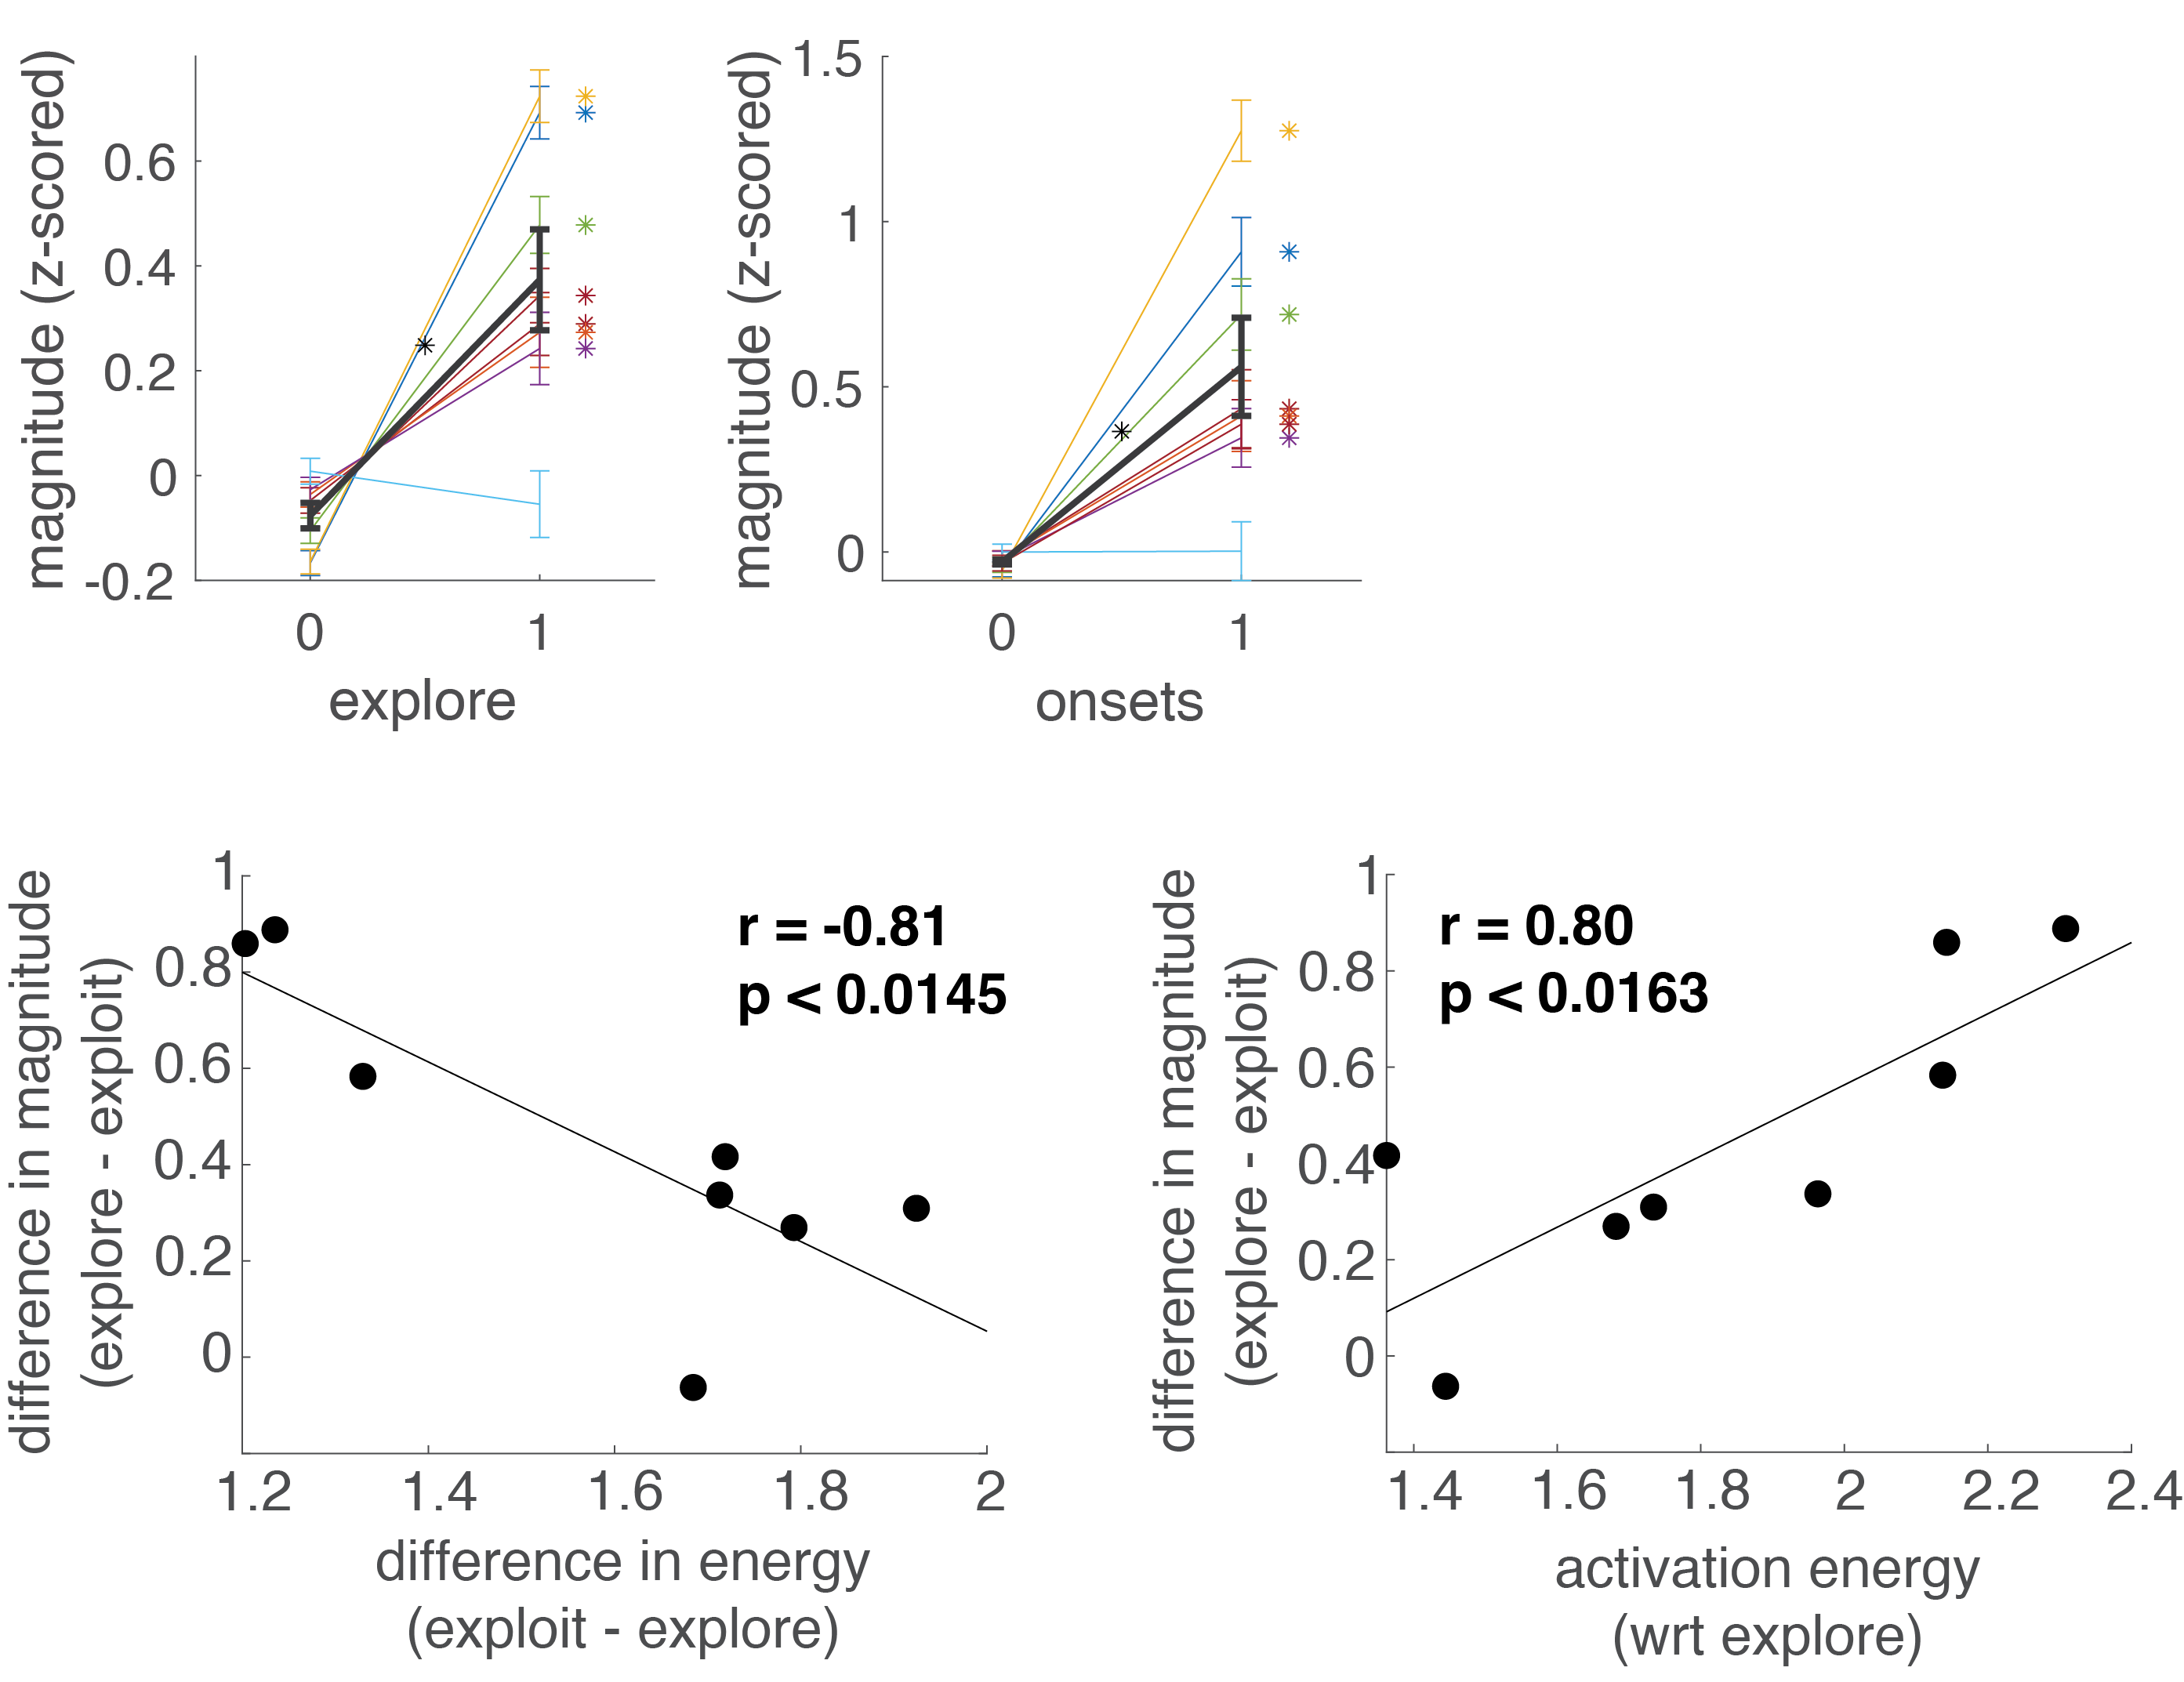 magnitude (z-scored)
0.6
0.4
0.2
0
-0.2
0
1
explore
magnitude (z-scored)
1.5
1
0.5
0
0
1
onsets
difference in magnitude
(explore - exploit)
1
0.8
0.6
0.4
0.2
0
r = -0.81
p < 0.0145
1.2
1.4
1.6
1.8
2
difference in energy
(exploit - explore)
difference in magnitude
(explore - exploit)
1
0.8
0.6
0.4
0.2
0
r = 0.80
p < 0.0163
1.4
1.6
1.8
2
2.2
2.4
activation energy
(wrt explore)